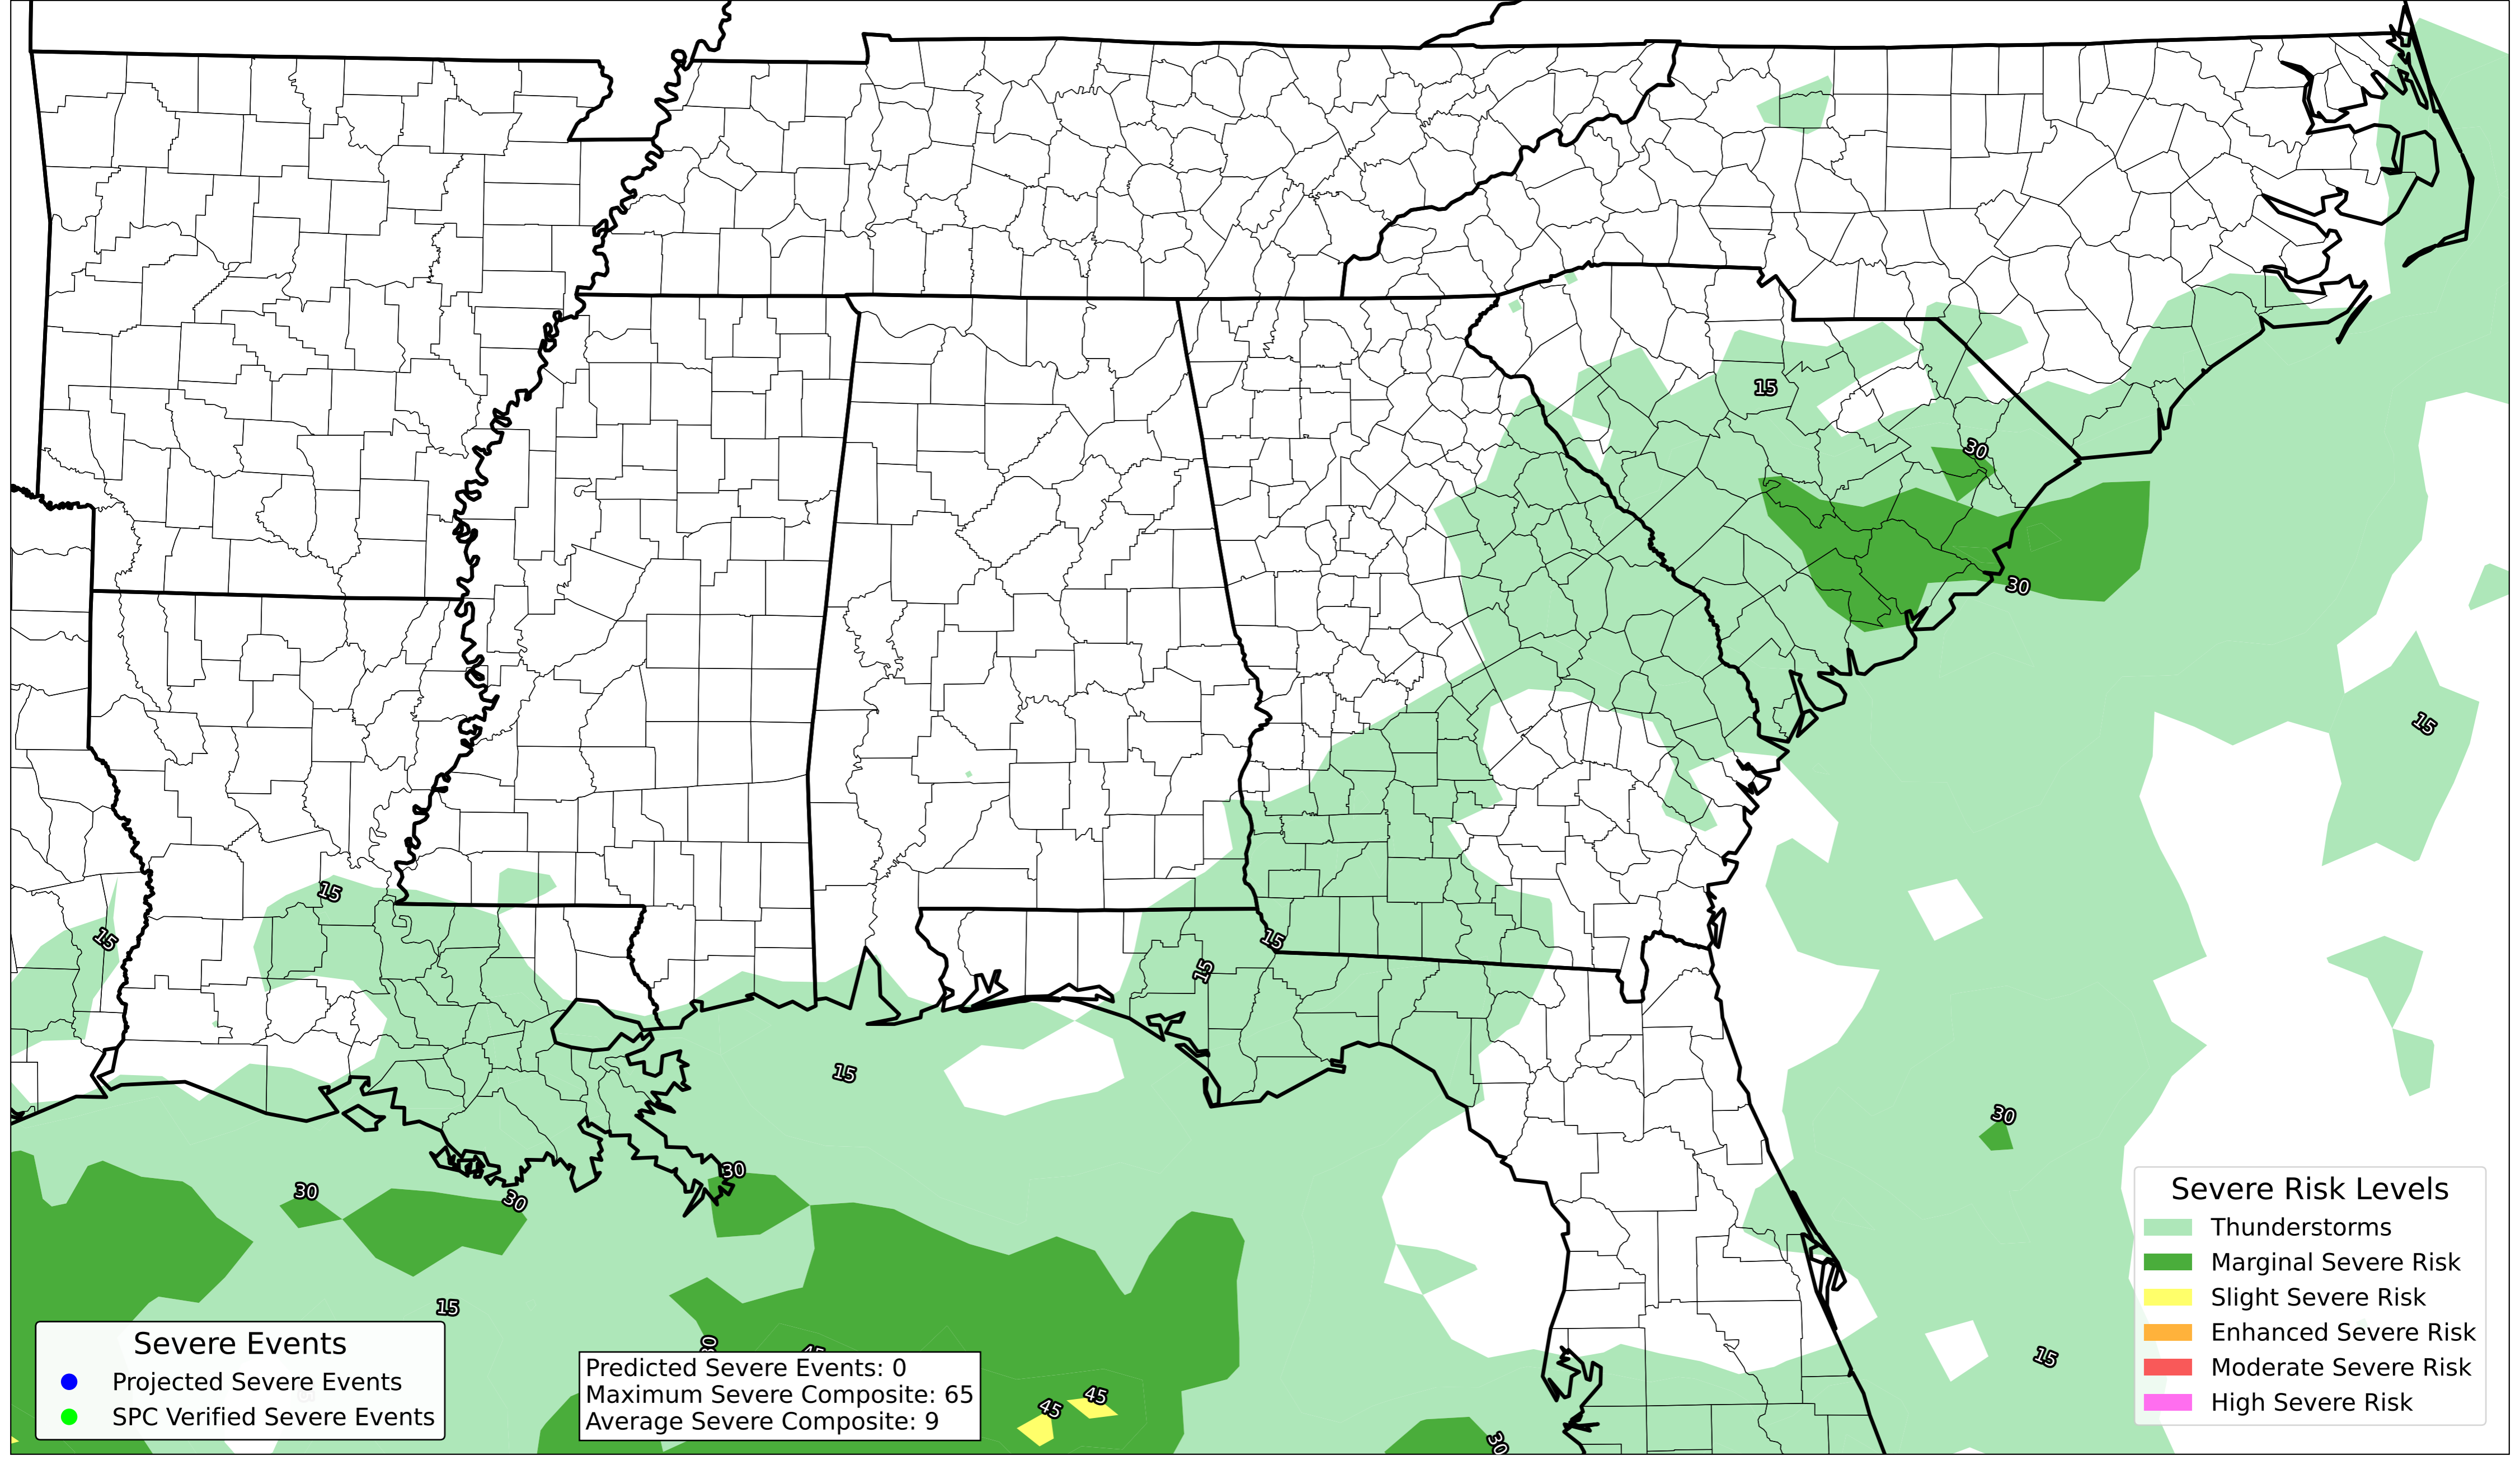 15
30
30
15
15
15
15
15
15
30
30
30
30
15
15
30
45
45
30
Severe Risk Levels
Thunderstorms
Marginal Severe Risk
Slight Severe Risk
Enhanced Severe Risk
Moderate Severe Risk
High Severe Risk
Severe Events
Projected Severe Events
SPC Verified Severe Events
Predicted Severe Events: 0
Maximum Severe Composite: 65
Average Severe Composite: 9